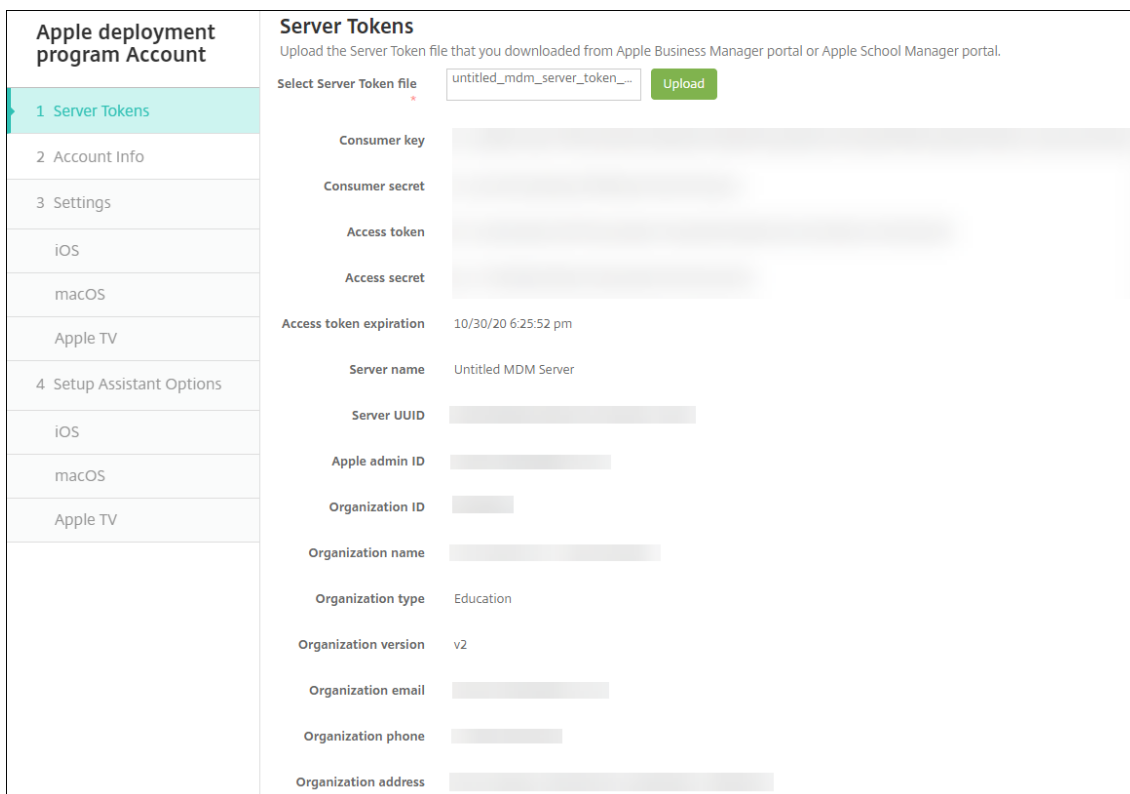 Apple deployment
program Account
1 Server Tokens
2 Account Info
3 Settings
iOS
macOS
Apple TV
4 Setup Assistant Options
iOS
macOS
Apple TV
Server Tokens
Upload the Server Token file that you downloaded from Apple Business Manager portal or Apple School Manager portal.
Select Server Token file untitled_mdm_server_token_... Upload
*
Consumer key
Consumer secret
Access token
Access secret
Access token expiration 10/30/20 6:25:52 pm
Server name Untitled MDM Server
Server UUID
Apple admin ID
Organization ID
Organization name
Organization type Education
Organization version v2
Organization email
Organization phone
Organization address